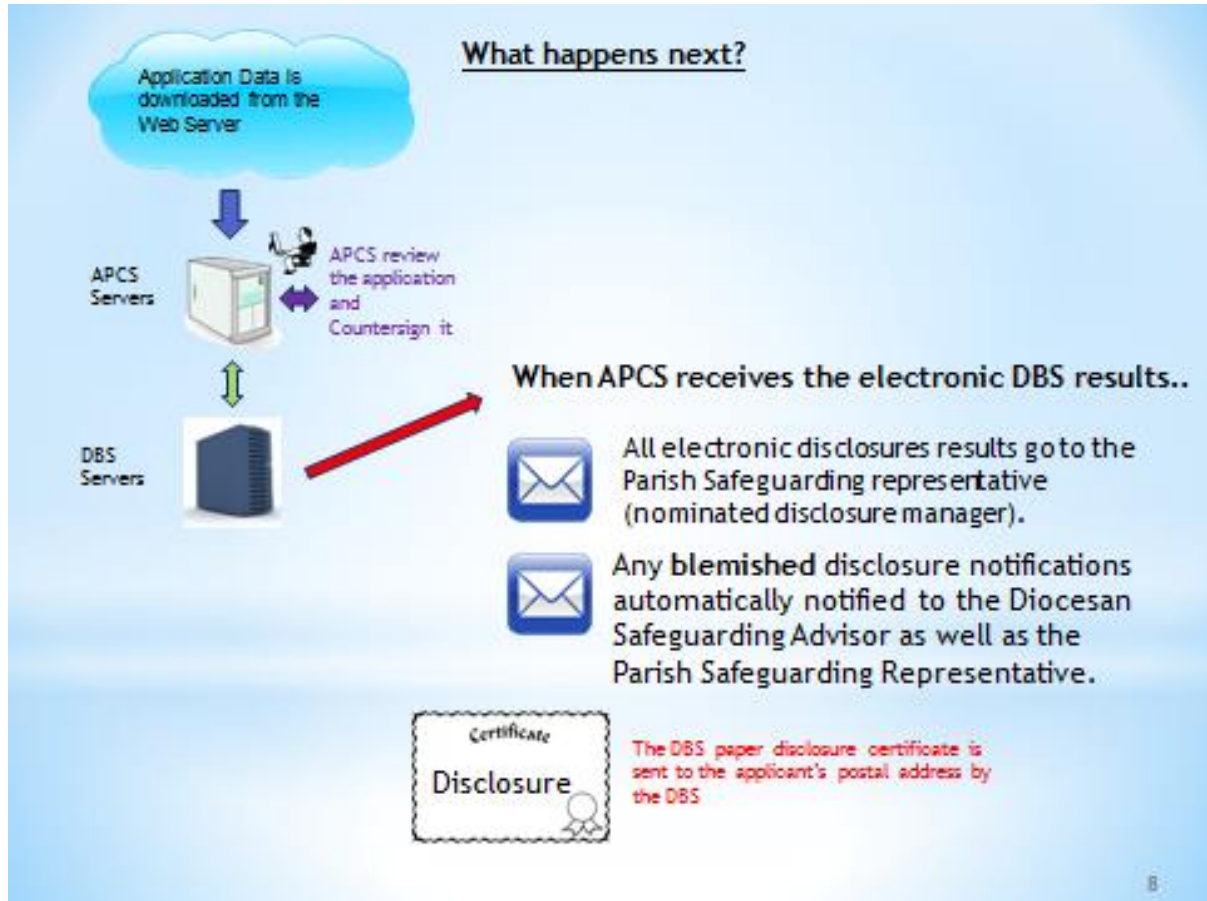 What happens next?
Application Data is
downloaded from the
Web Server
APCS
Servers
APCS review
the application
and
Countersign it
DBS
Servers
When APCS receives the electronic DBS results..
All electronic disclosures results go to the
Parish Safeguarding representative
(nominated disclosure manager).
Any blemished disclosure notifications
automatically notified to the Diocesan
Safeguarding Advisor as well as the
Parish Safeguarding Representative.
Certificate
Disclosure
The DBS paper disclosure certificate is
sent to the applicant's postal address by
the DBS
8